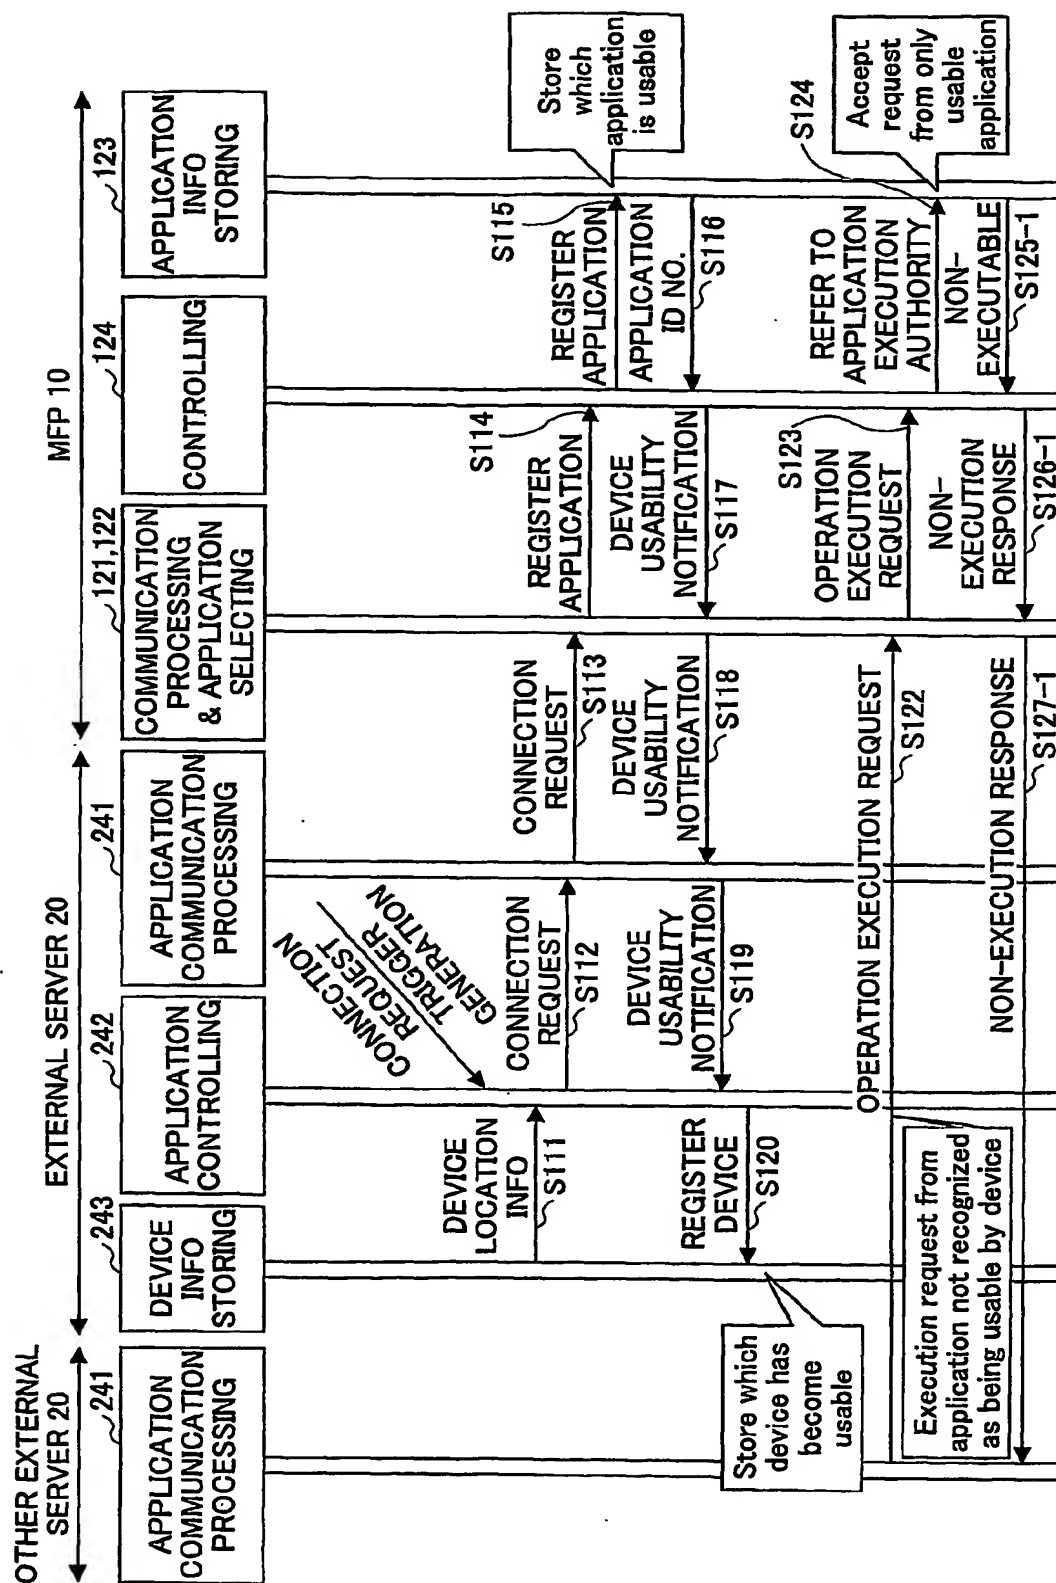 OTHER EXTERNAL
SERVER 20
EXTERNAL SERVER 20
MFP 10
241
APPLICATION
COMMUNICATION
PROCESSING
243
DEVICE
INFO
STORING
242
APPLICATION
CONTROLLING
241
APPLICATION
COMMUNICATION
PROCESSING
121,122
COMMUNICATION
PROCESSING
& APPLICATION
SELECTING
124
CONTROLLING
123
APPLICATION
INFO
STORING
CONNECTION
REQUEST
TRIGGER
GENERATION
DEVICE
LOCATION
INFO
S111
CONNECTION
REQUEST
S112
CONNECTION
REQUEST
S113
REGISTER
APPLICATION
S114
REGISTER
APPLICATION
S115
Store
which
application
is usable
APPLICATION
ID NO.
S116
DEVICE
USABILITY
NOTIFICATION
S117
DEVICE
USABILITY
NOTIFICATION
S118
DEVICE
USABILITY
NOTIFICATION
S119
REGISTER
DEVICE
S120
Store which
device has
become
usable
OPERATION EXECUTION REQUEST
S122
Execution request from
application not recognized
as being usable by device
OPERATION
EXECUTION
REQUEST
S123
REFER TO
APPLICATION
EXECUTION
AUTHORITY
S124
Accept
request
from only
usable
application
NON-
EXECUTABLE
S125-1
NON-
EXECUTION
RESPONSE
S126-1
NON-EXECUTION RESPONSE
S127-1